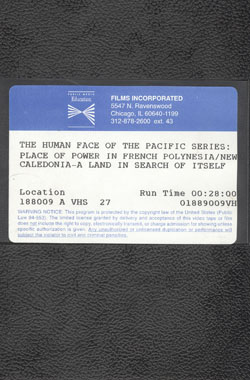 PUBLIC MEDIA
Education
FILMS INCORPORATED
5547 N. Ravenswood
Chicago, IL 60640-1199
312-878-2600 ext. 43
THE HUMAN FACE OF THE PACIFIC SERIES:
PLACE OF POWER IN FRENCH POLYNESIA/NEW
CALEDONIA-A LAND IN SEARCH OF ITSELF
Location Run Time 00:28:00
188009 A VHS 27 01889009VH
WARNING: This program is protected by the copyright law of the United States (Public
Law 94-553). The limited license granted by delivery and acceptance of this video tape or film
does not include the right to copy, electronically transmit, or charge admission for showing unless
specific authorization is given. Any unauthorized or unlicensed duplication or performance will
subject the violator to civil and criminal penalties.